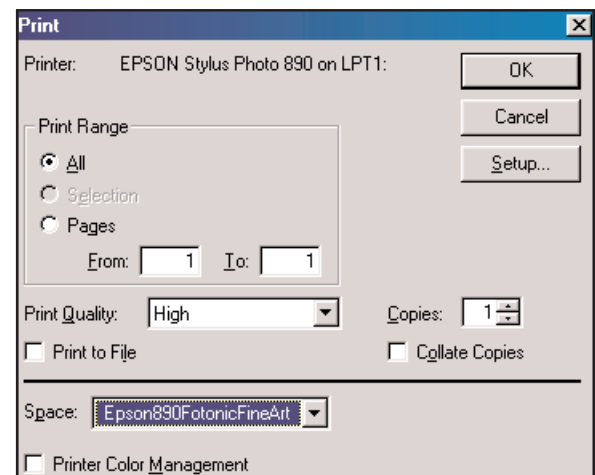 Print
Printer: EPSON Stylus Photo 890 on LPT1:
OK
Cancel
Setup...
Print Range
All
Selection
Pages
From: 1 To: 1
Print Quality: High
Copies: 1
Print to File
Collate Copies
Space: Epson890FotonicFineArt
Printer Color Management